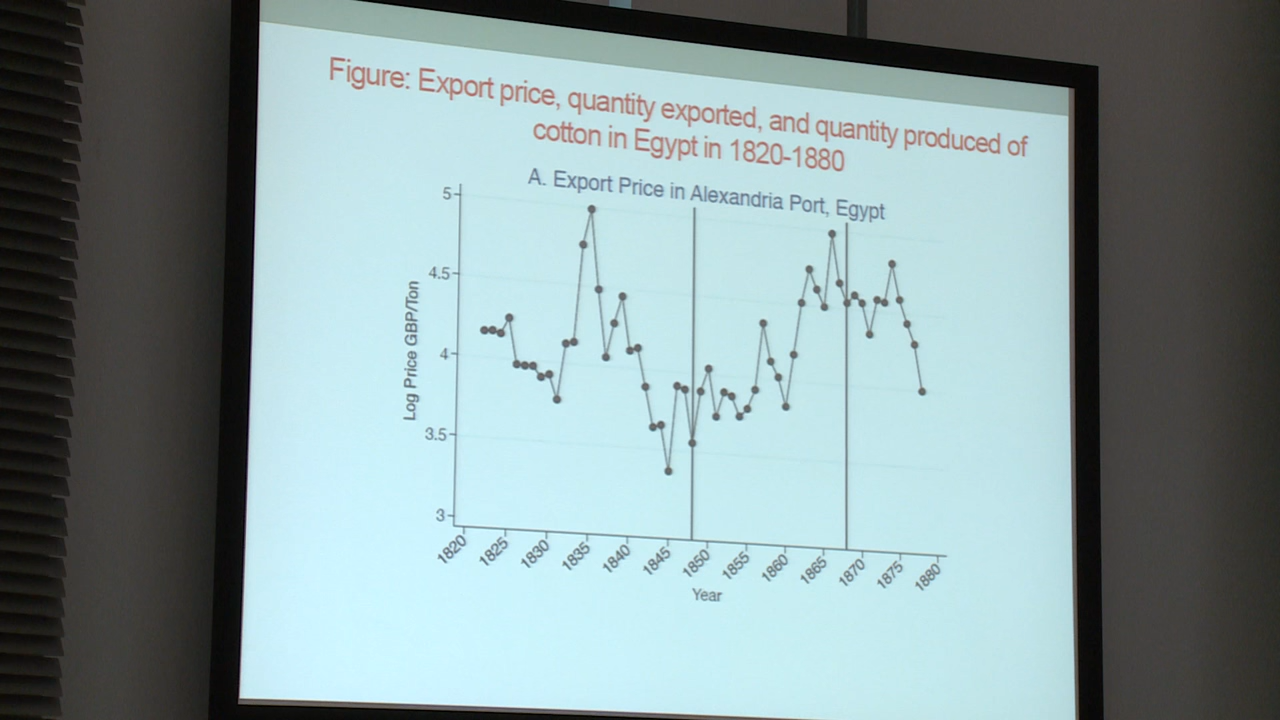 Figure: Export price, quantity exported, and quantity produced of
cotton in Egypt in 1820-1880
A. Export Price in Alexandria Port, Egypt
5
4.5
4
3.5
3
Log Price GBP/Ton
1820 1825 1830 1835 1840 1845 1850 1855 1860 1865 1870 1875 1880
Year